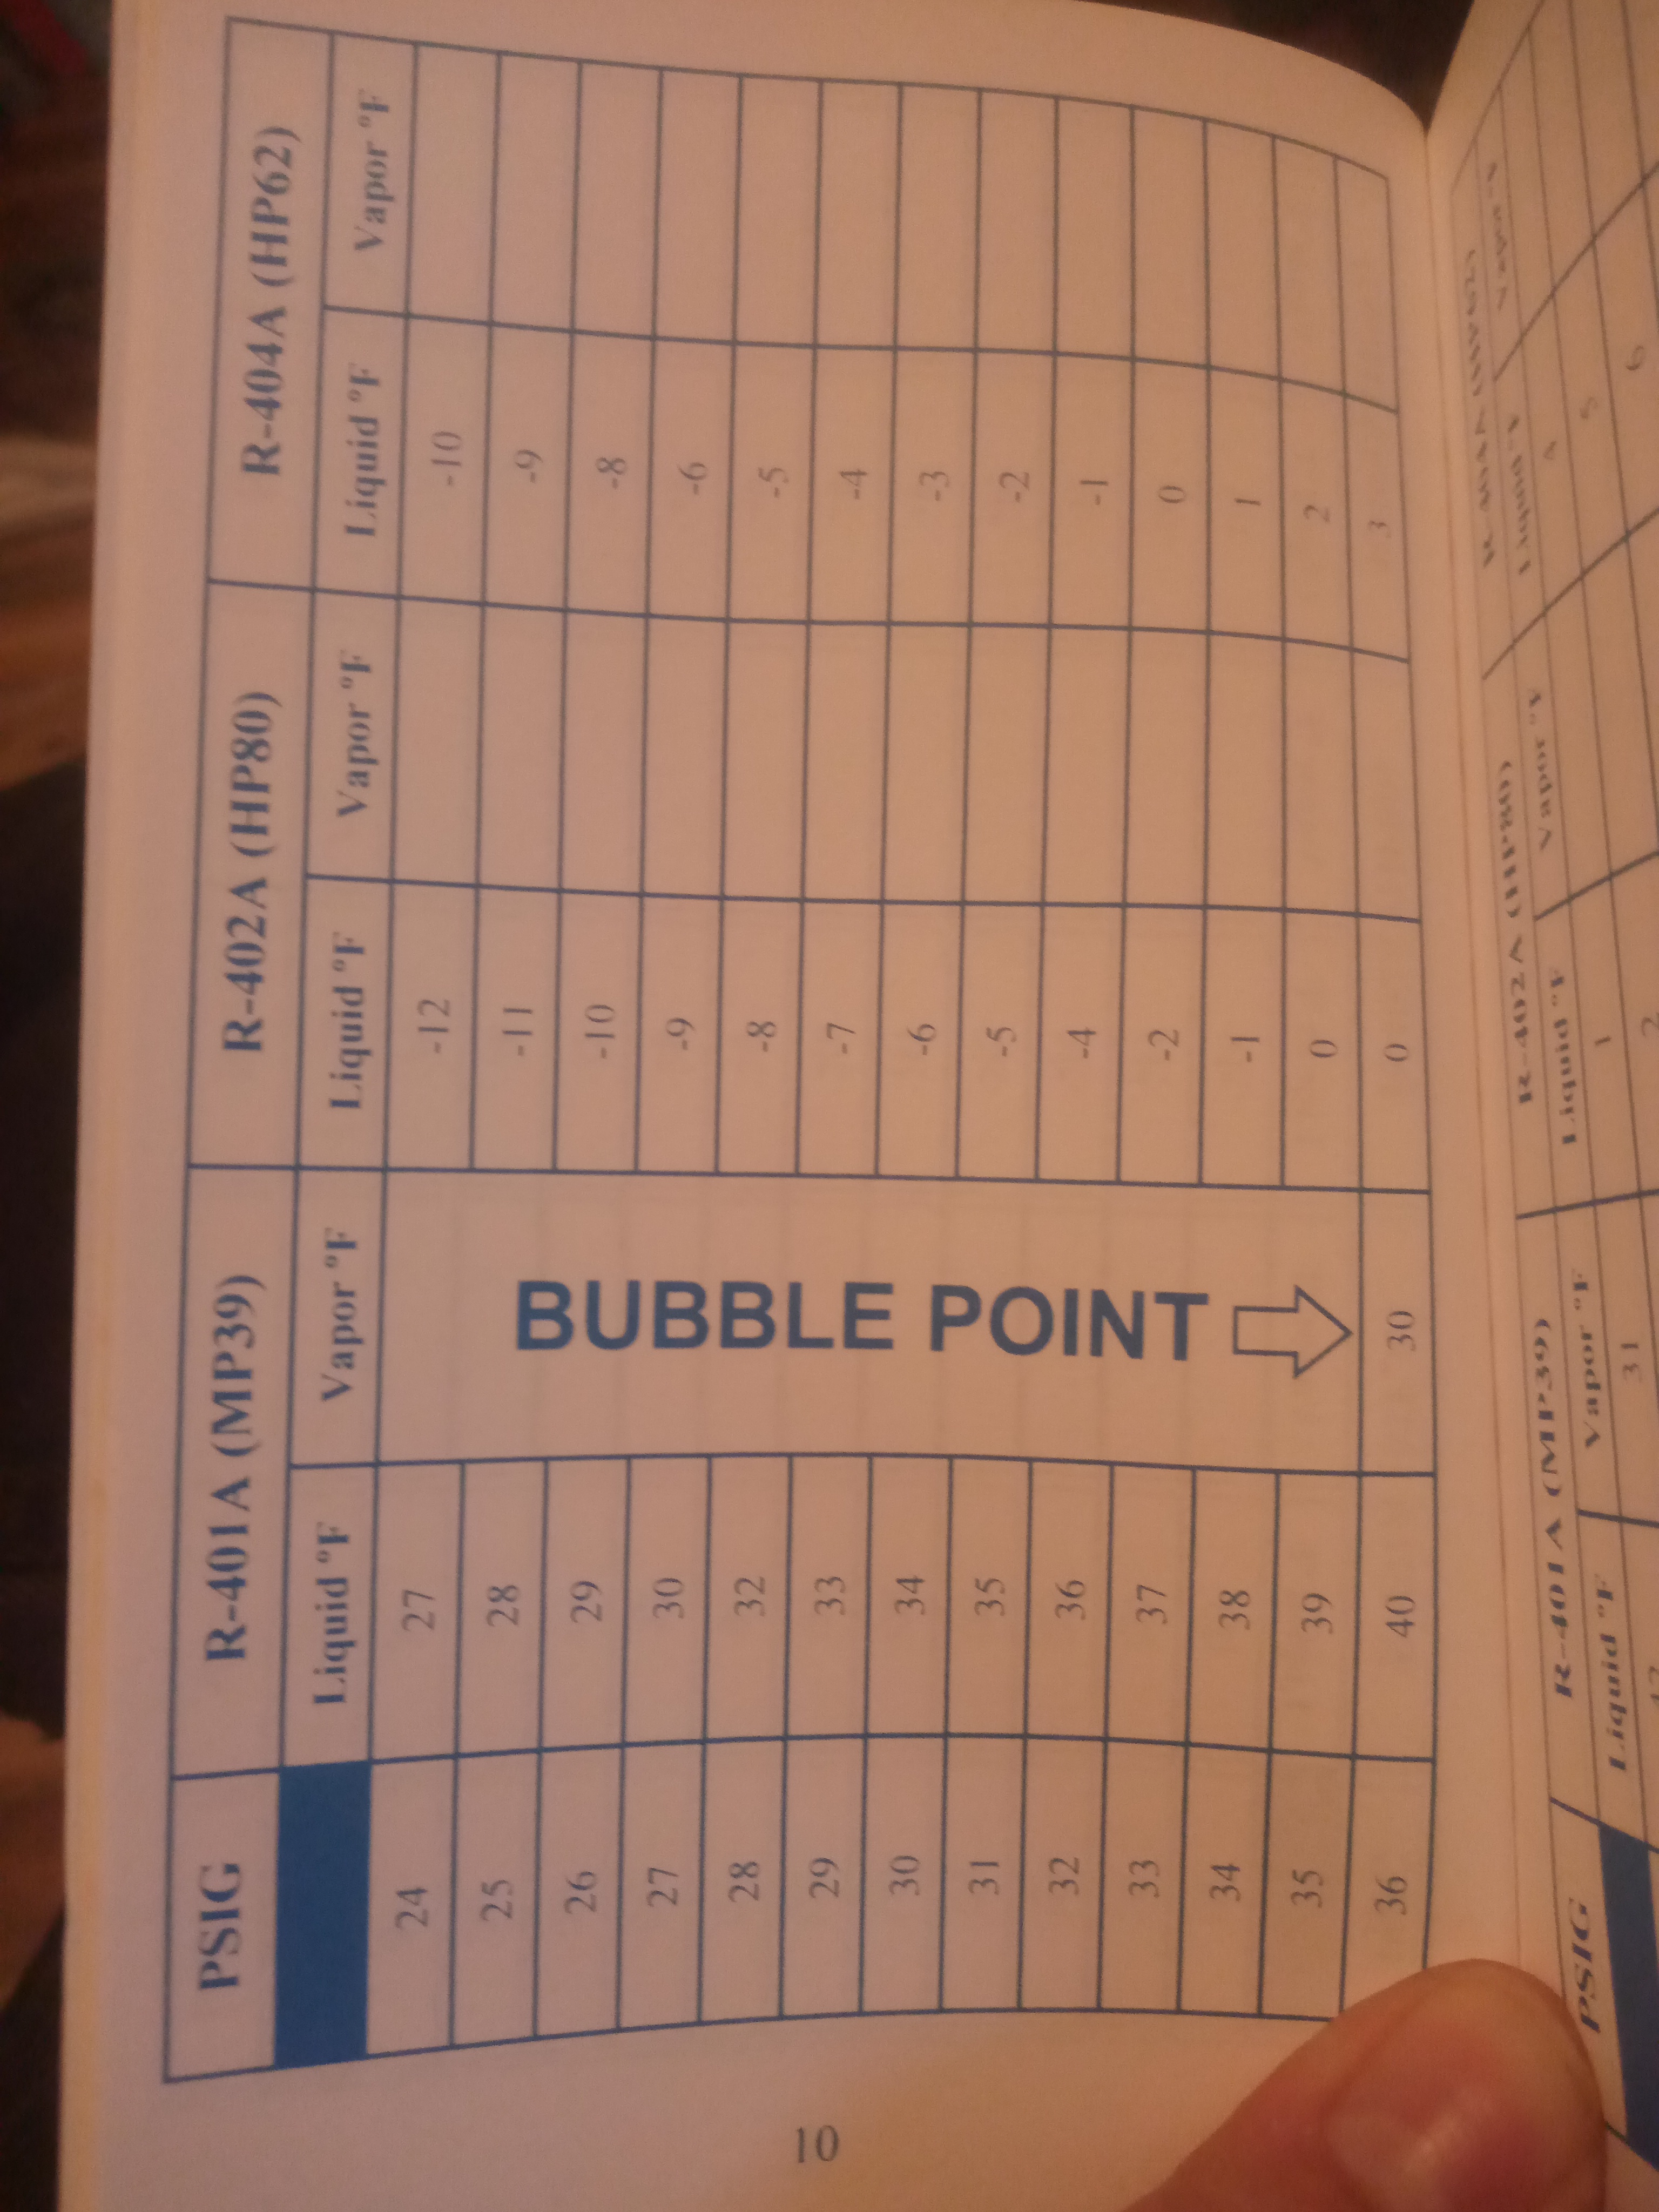 PSIG R-401A (MP39) R-402A (HP80) R-404A (HP62)
Liquid °F Vapor °F Liquid °F Vapor °F Liquid °F Vapor °F
24 27 -12 -10
25 28 -11 -9
26 29 -10 -8
27 30 -9 -6
28 32 -8 -5
29 33 -7 -4
30 34 -6 -3
31 35 -5 -2
32 36 -4 -1
33 37 -2 0
34 38 -1 1
35 39 0 2
36 40 30 0 3
BUBBLE POINT
10
PSIG R-401A (MP39) R-402A (HP80) R-404A (HP62)
Liquid °F Vapor °F Liquid °F Vapor °F Liquid °F Vapor °F
31 1 4
2 5
6